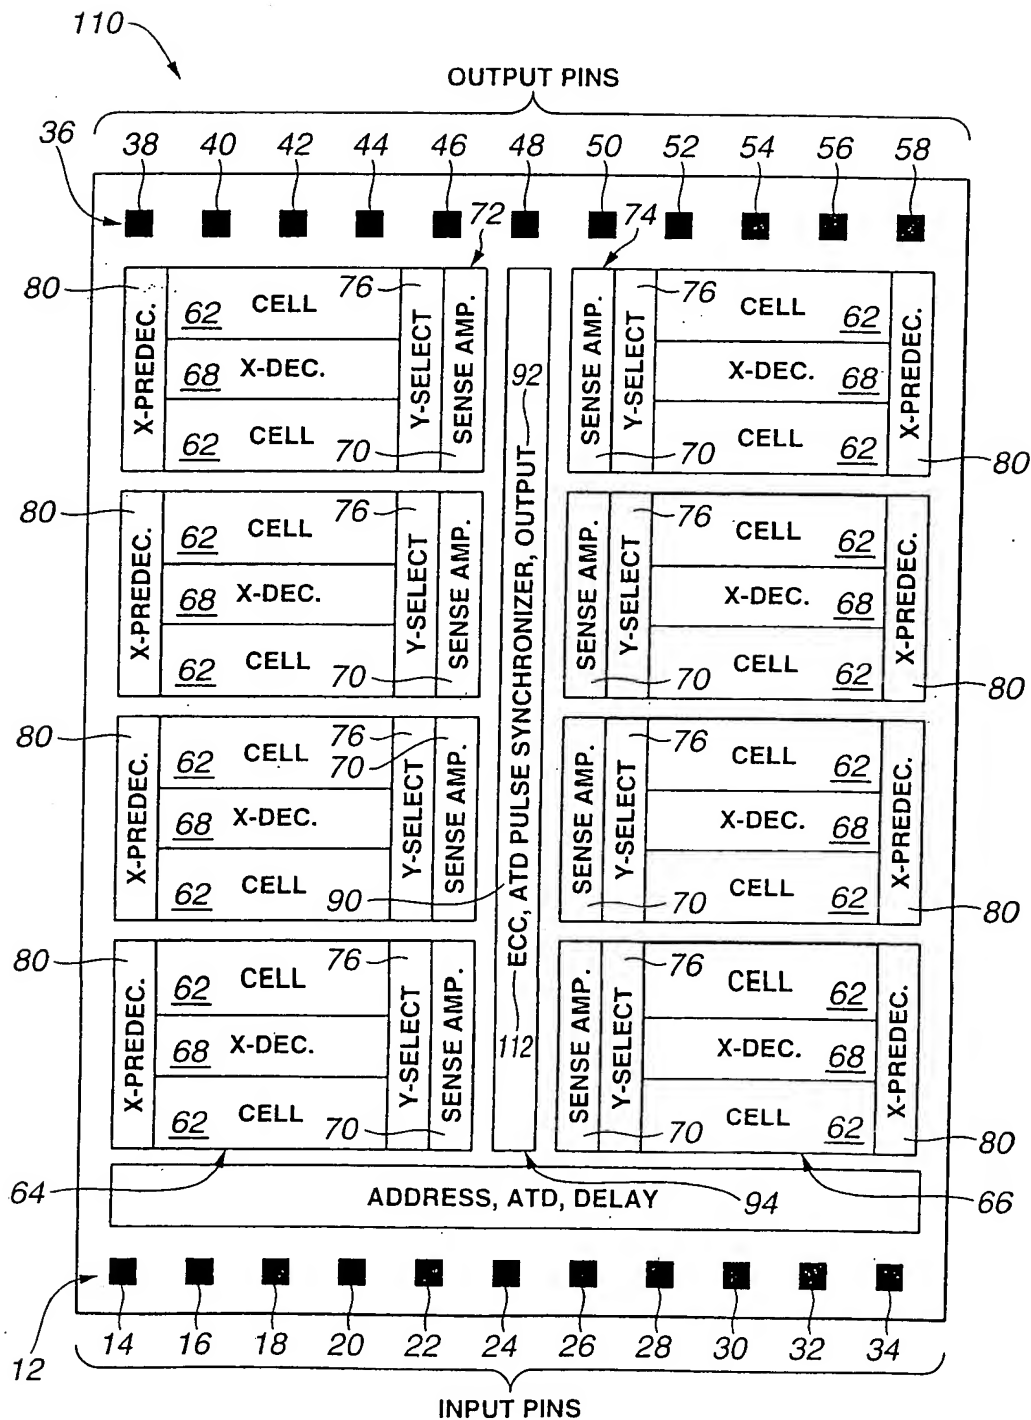 110
OUTPUT PINS
36 38 40 42 44 46 48 50 52 54 56 58
72 74
80 X-PREDEC. 62 CELL 76 Y-SELECT SENSE AMP.
68 X-DEC.
62 CELL 70
SENSE AMP. Y-SELECT 76 CELL 62 X-PREDEC.
X-DEC. 68
70 CELL 62 80
80 X-PREDEC. 62 CELL 76 Y-SELECT SENSE AMP.
68 X-DEC.
62 CELL 70
SENSE AMP. Y-SELECT 76 CELL 62 X-PREDEC.
X-DEC. 68
70 CELL 62 80
80 X-PREDEC. 62 CELL 76 70 Y-SELECT SENSE AMP.
68 X-DEC.
62 CELL
SENSE AMP. Y-SELECT 76 CELL 62 X-PREDEC.
X-DEC. 68
70 CELL 62 80
80 X-PREDEC. 62 CELL 76 Y-SELECT SENSE AMP.
68 X-DEC.
62 CELL 70
SENSE AMP. Y-SELECT 76 CELL 62 X-PREDEC.
X-DEC. 68
70 CELL 62 80
112 ECC, ATD PULSE SYNCHRONIZER, OUTPUT 92
90
64 ADDRESS, ATD, DELAY 94 66
12 14 16 18 20 22 24 26 28 30 32 34
INPUT PINS